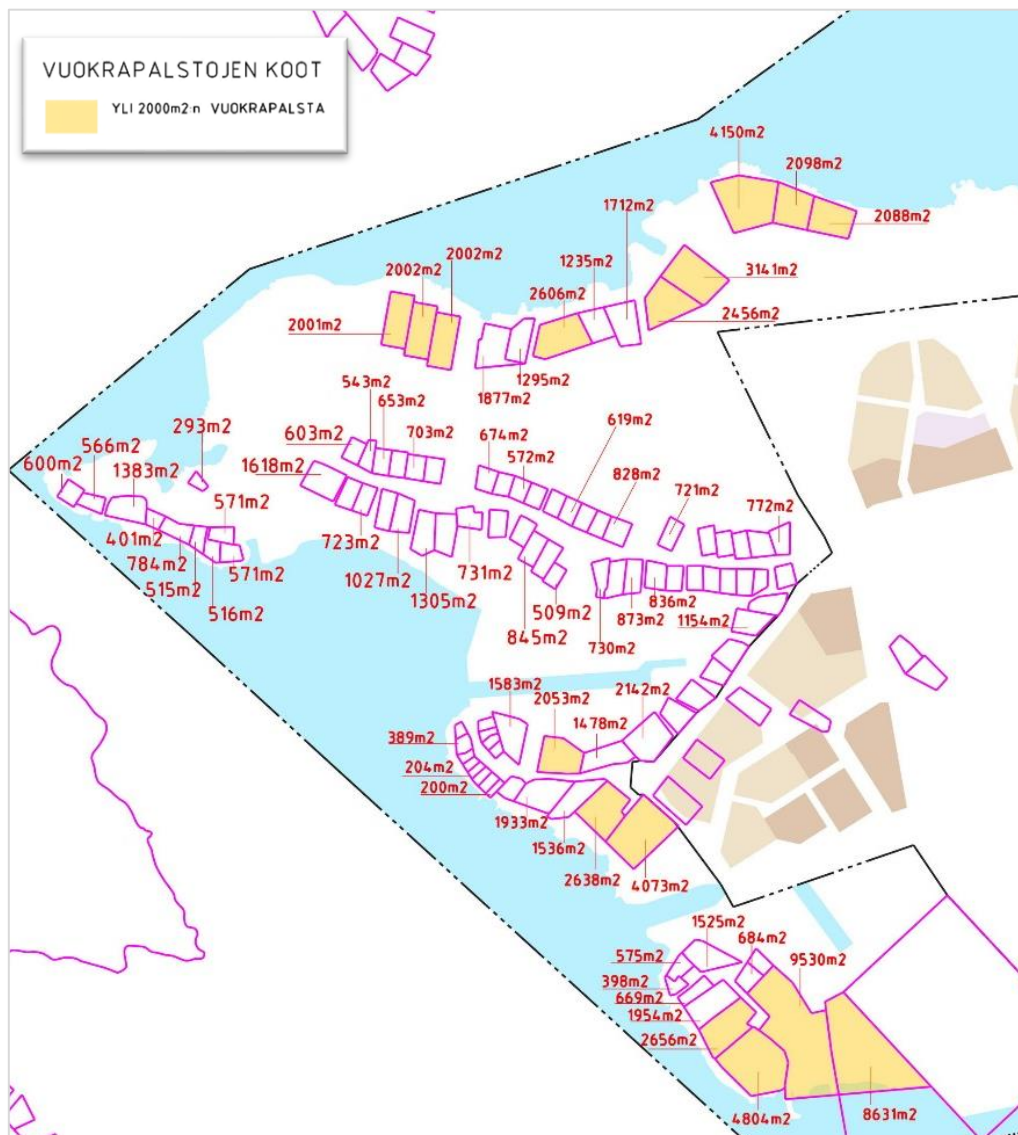 VUOKRAPALSTOJEN KOOT
YLI 2000m2:n VUOKRAPALSTA
4150m2
2098m2
2088m2
1712m2
3141m2
2456m2
1235m2
2606m2
2002m2
2002m2
2001m2
1877m2
1295m2
543m2
653m2
603m2
703m2
1618m2
293m2
566m2
600m2
1383m2
571m2
401m2
784m2
515m2
516m2
571m2
723m2
1027m2
1305m2
731m2
674m2
572m2
619m2
828m2
721m2
772m2
845m2
509m2
730m2
873m2
836m2
1154m2
1583m2
2053m2
2142m2
1478m2
389m2
204m2
200m2
1933m2
1536m2
2638m2
4073m2
1525m2
684m2
575m2
9530m2
398m2
669m2
1954m2
2656m2
4804m2
8631m2